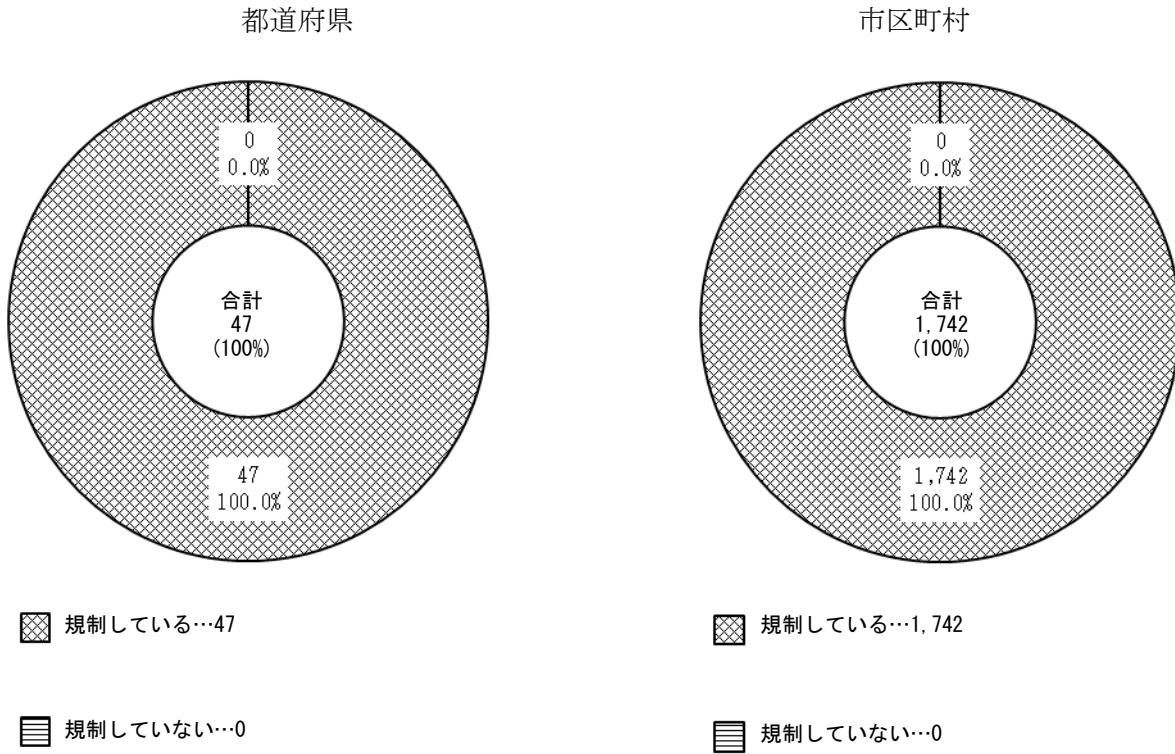 都道府県
0
0.0%
合計
47
(100%)
47
100.0%
規制している…47
規制していない…0
市区町村
0
0.0%
合計
1,742
(100%)
1,742
100.0%
規制している…1,742
規制していない…0